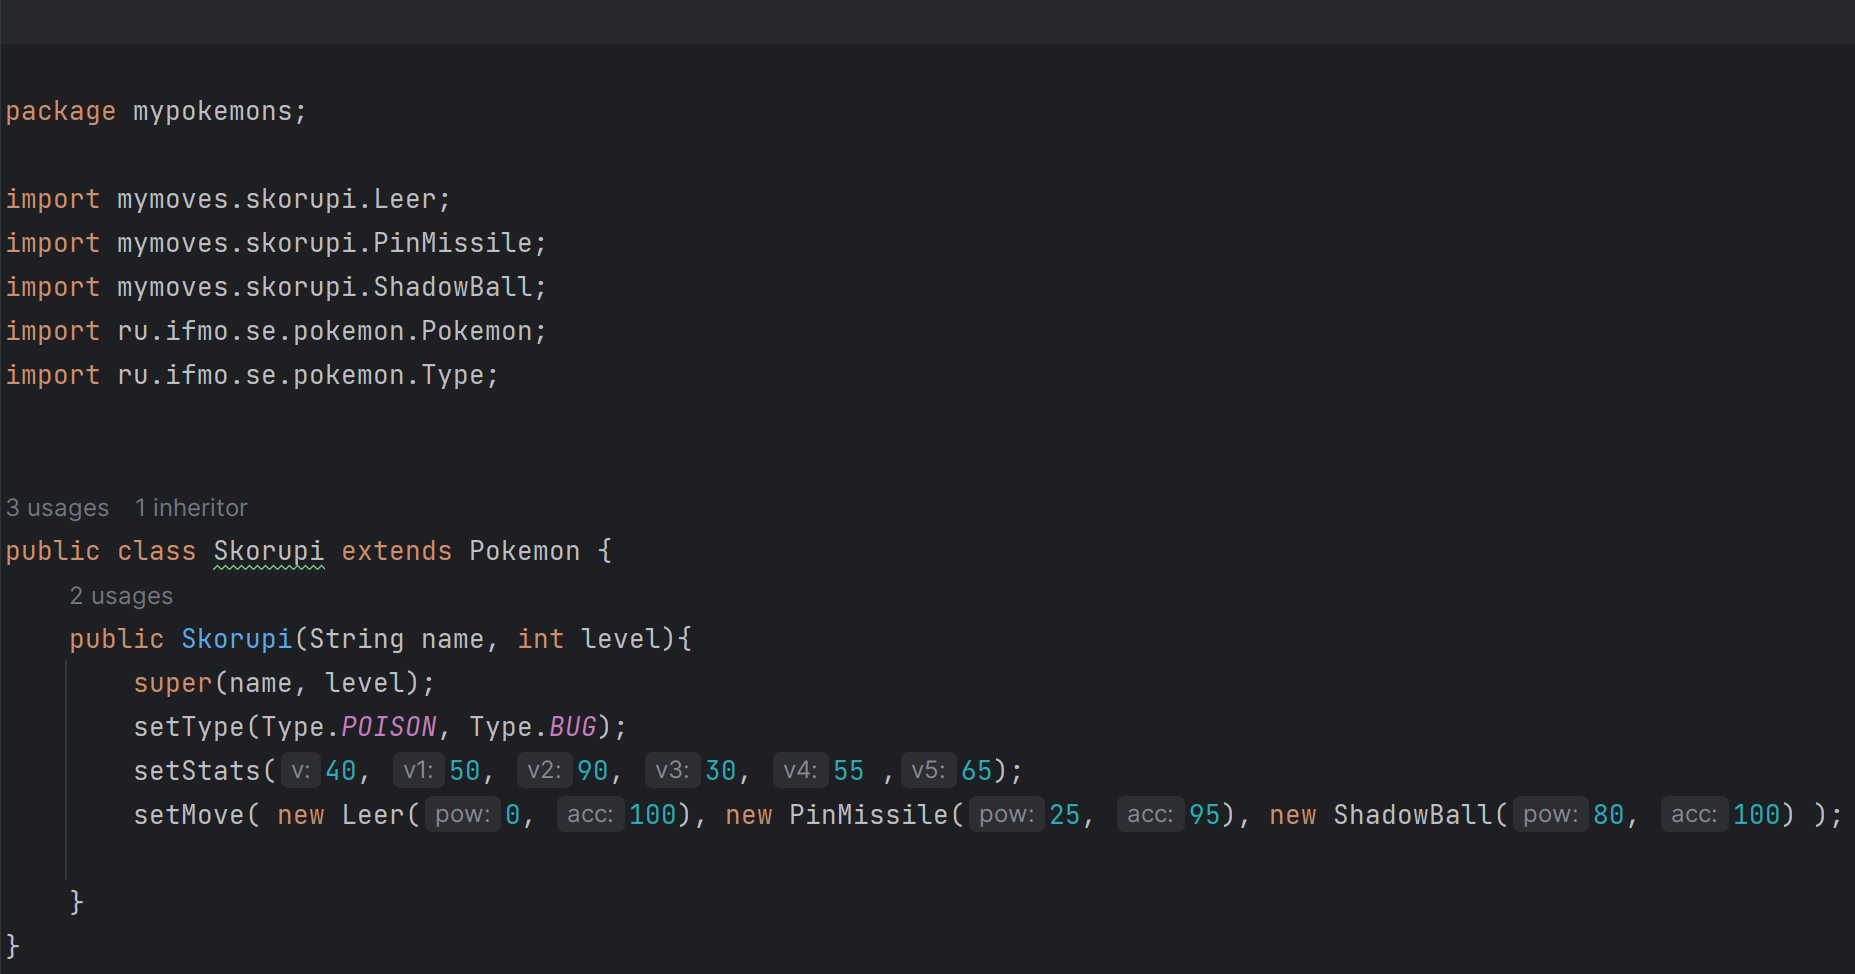 package mypokemons;
import mymoves.skorupi.Leer;
import mymoves.skorupi.PinMissile;
import mymoves.skorupi.ShadowBall;
import ru.ifmo.se.pokemon.Pokemon;
import ru.ifmo.se.pokemon.Type;
3 usages 1 inheritor
public class Skorupi extends Pokemon {
2 usages
public Skorupi(String name, int level){
super(name, level);
setType(Type.POISON, Type.BUG);
setStats( v: 40, v1: 50, v2: 90, v3: 30, v4: 55 , v5: 65);
setMove( new Leer( pow: 0, acc: 100), new PinMissile( pow: 25, acc: 95), new ShadowBall( pow: 80, acc: 100) );
}
}